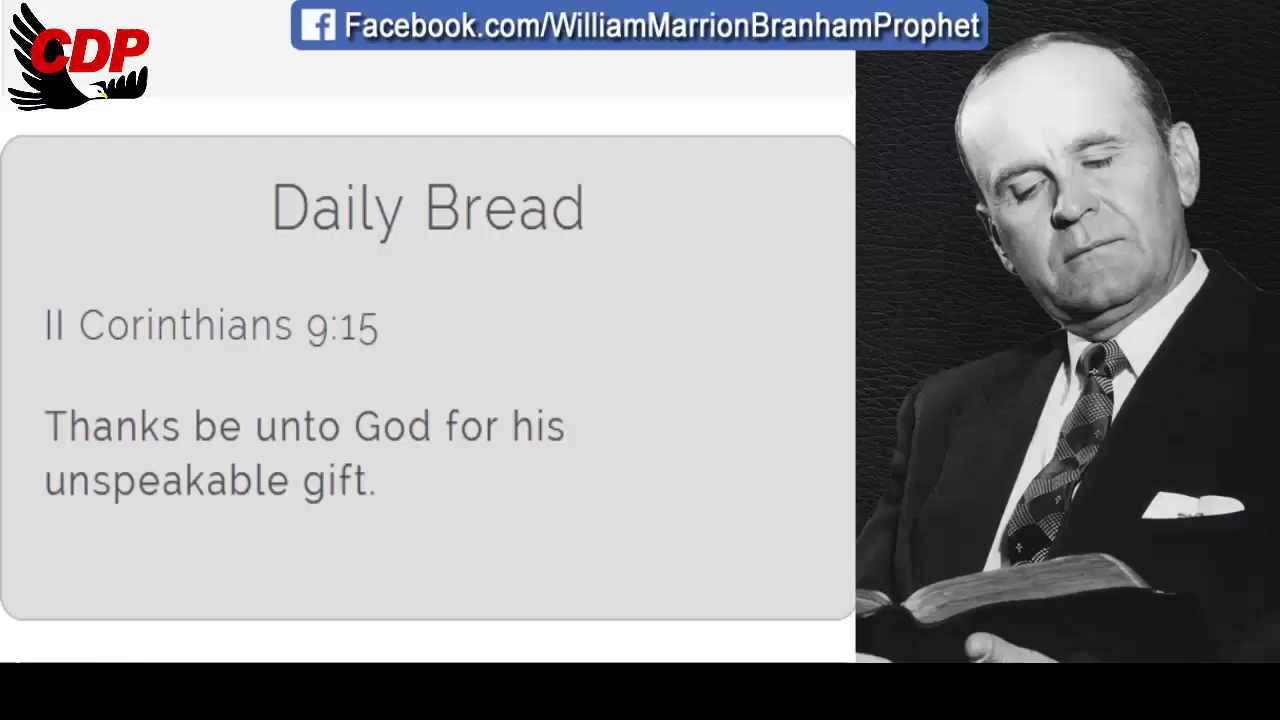 CDP
Facebook.com/WilliamMarrionBranhamProphet
Daily Bread
II Corinthians 9:15
Thanks be unto God for his
unspeakable gift.